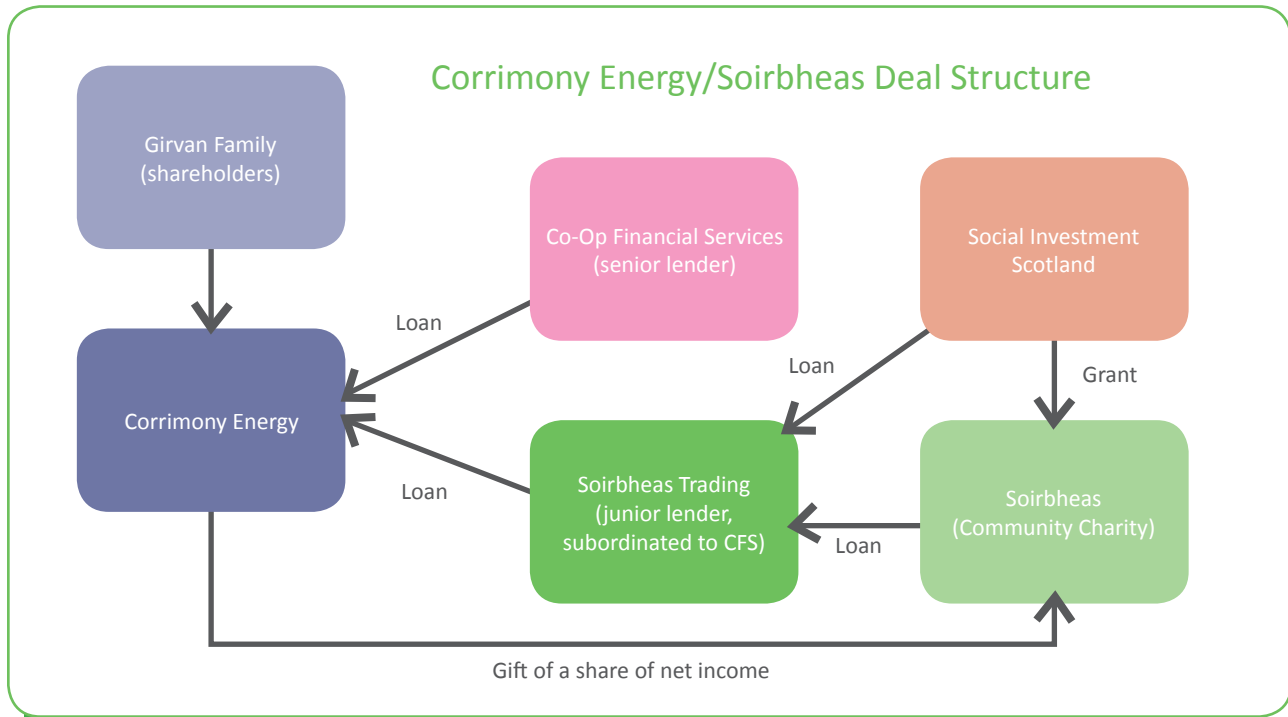 Corrimony Energy/Soirbheas Deal Structure
Girvan Family
(shareholders)
Co-Op Financial Services
(senior lender)
Social Investment
Scotland
Loan
Loan
Grant
Corrimony Energy
Loan
Soirbheas Trading
(junior lender,
subordinated to CFS)
Loan
Soirbheas
(Community Charity)
Gift of a share of net income